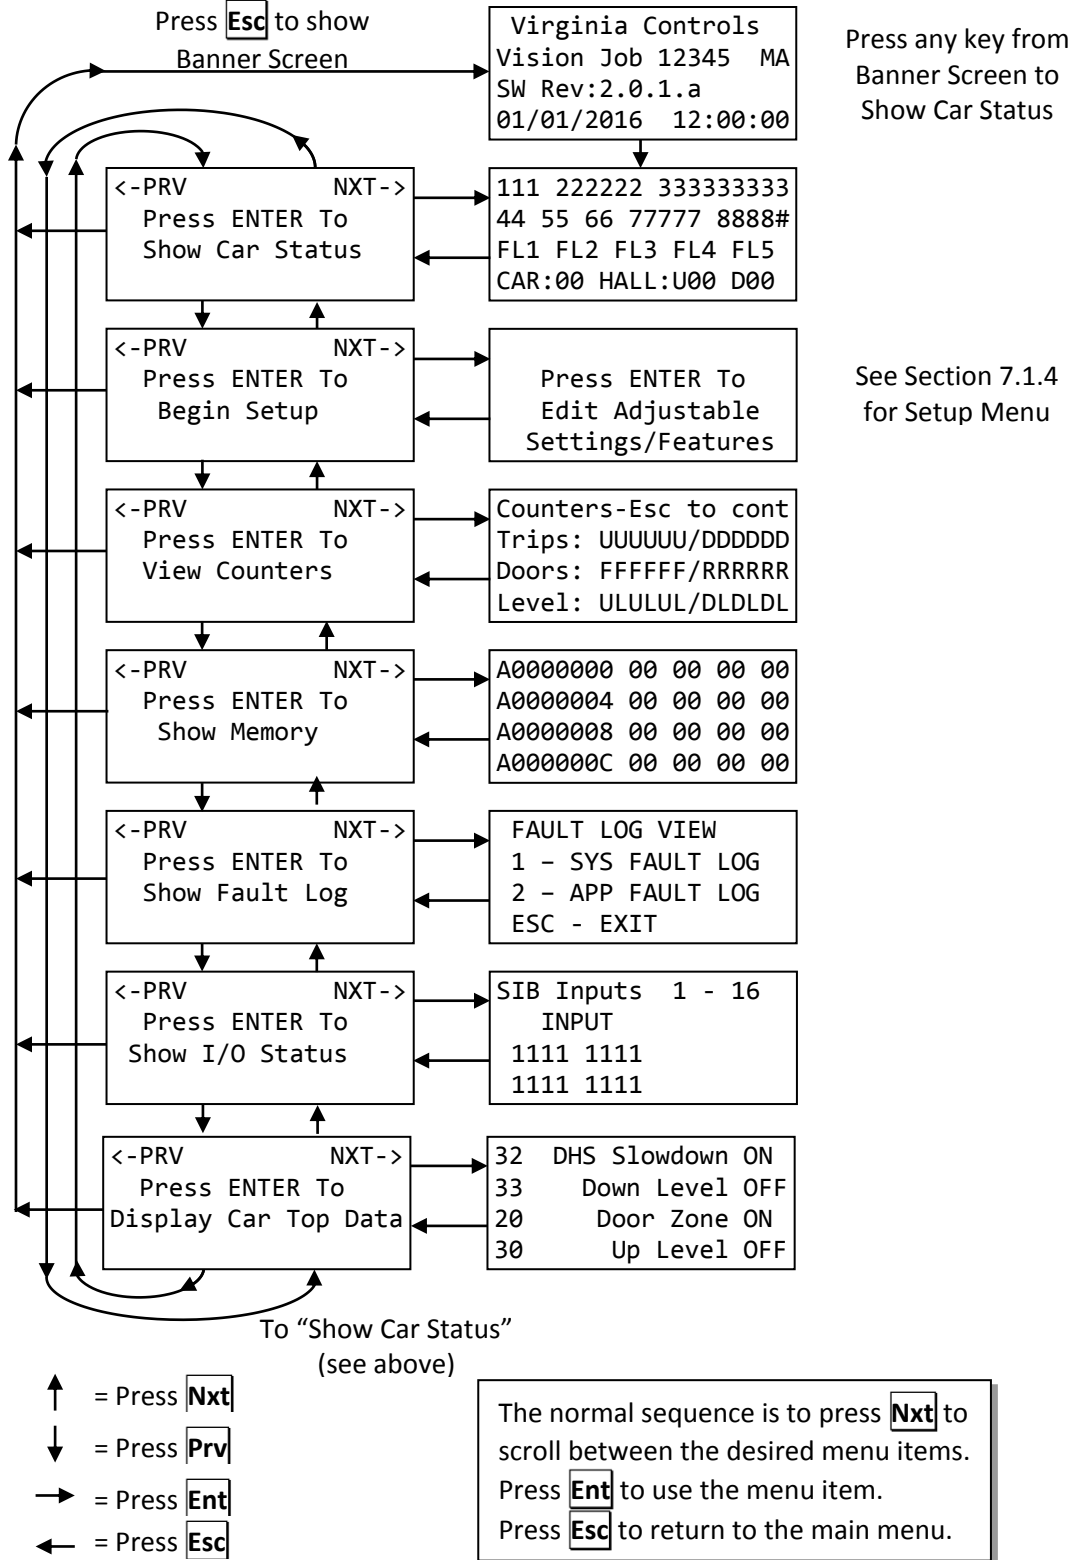 Press Esc to show
Banner Screen
Virginia Controls
Vision Job 12345  MA
SW Rev:2.0.1.a
01/01/2016  12:00:00
Press any key from
Banner Screen to
Show Car Status
<-PRV NXT->
Press ENTER To
Show Car Status
111 222222 333333333
44 55 66 77777 8888#
FL1 FL2 FL3 FL4 FL5
CAR:00 HALL:U00 D00
<-PRV NXT->
Press ENTER To
Begin Setup
Press ENTER To
Edit Adjustable
Settings/Features
See Section 7.1.4
for Setup Menu
<-PRV NXT->
Press ENTER To
View Counters
Counters-Esc to cont
Trips: UUUUUU/DDDDDD
Doors: FFFFFF/RRRRRR
Level: ULULUL/DLDLDL
<-PRV NXT->
Press ENTER To
Show Memory
A0000000 00 00 00 00
A0000004 00 00 00 00
A0000008 00 00 00 00
A000000C 00 00 00 00
<-PRV NXT->
Press ENTER To
Show Fault Log
FAULT LOG VIEW
1 – SYS FAULT LOG
2 – APP FAULT LOG
ESC - EXIT
<-PRV NXT->
Press ENTER To
Show I/O Status
SIB Inputs  1 - 16
INPUT
1111 1111
1111 1111
<-PRV NXT->
Press ENTER To
Display Car Top Data
32 DHS Slowdown ON
33 Down Level OFF
20 Door Zone ON
30 Up Level OFF
To “Show Car Status”
(see above)
= Press Nxt
= Press Prv
= Press Ent
= Press Esc
The normal sequence is to press Nxt to
scroll between the desired menu items.
Press Ent to use the menu item.
Press Esc to return to the main menu.